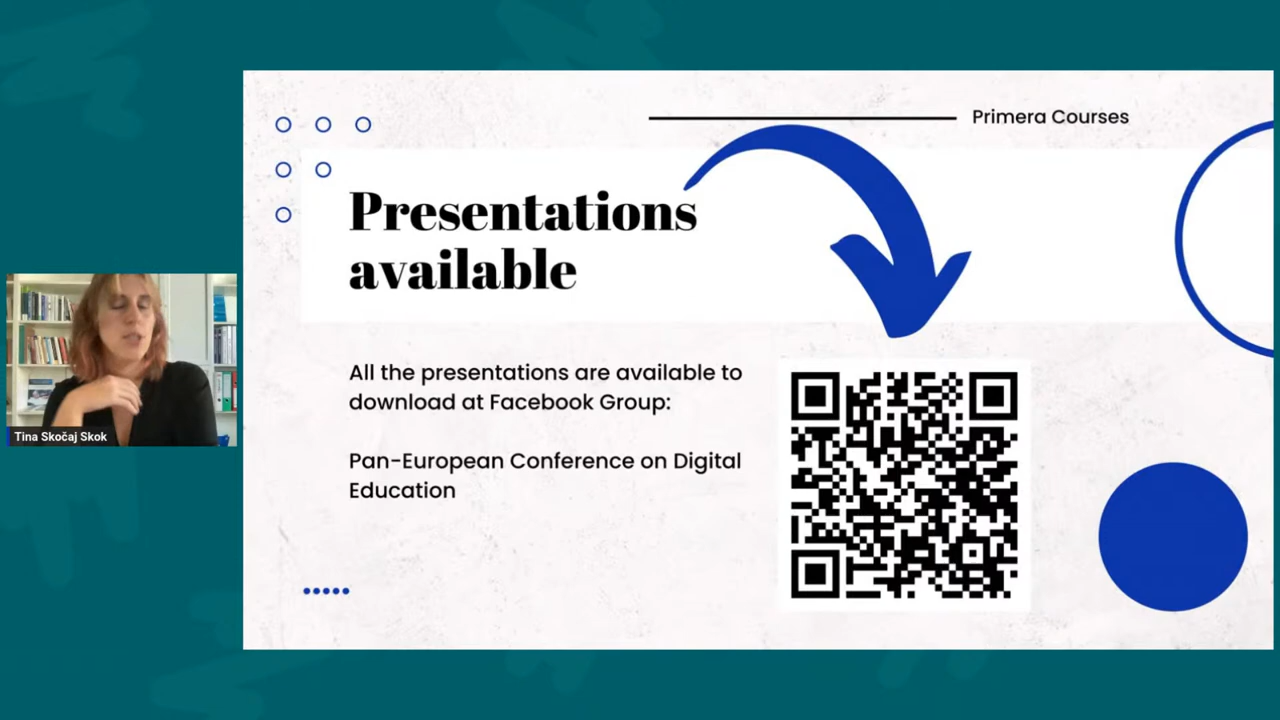 Primera Courses
Presentations
available
All the presentations are available to
download at Facebook Group:
Pan-European Conference on Digital
Education
Tina Skočaj Skok